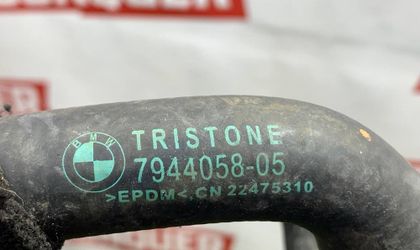 BMW
TRISTONE
7944058-05
>EPDM<,CN 22475310